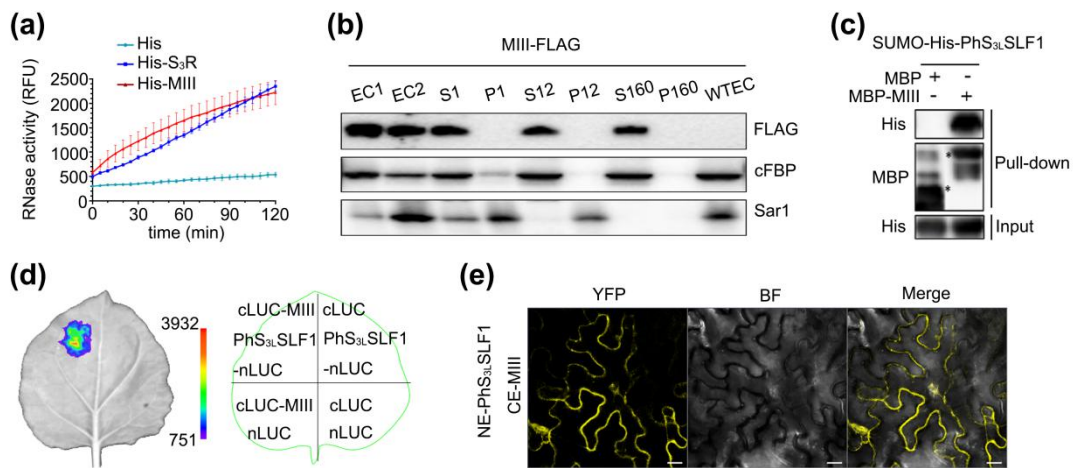 (a)
His
His-S₃R
His-MIII
RNase activity (RFU)
2500
2000
1500
1000
500
0
0 30 60 90 120
time (min)
(b)
MIII-FLAG
EC1 EC2 S1 P1 S12 P12 S160 P160 WTEC
FLAG
cFBP
Sar1
(c)
SUMO-His-PhS₃LSLF1
MBP + -
MBP-MIII - +
His
MBP
*
*
Pull-down
His
Input
(d)
3932
751
cLUC-MIII cLUC
PhS₃LSLF1 PhS₃LSLF1
-nLUC -nLUC
cLUC-MIII cLUC
nLUC nLUC
(e)
YFP BF Merge
NE-PhS₃LSLF1
CE-MIII